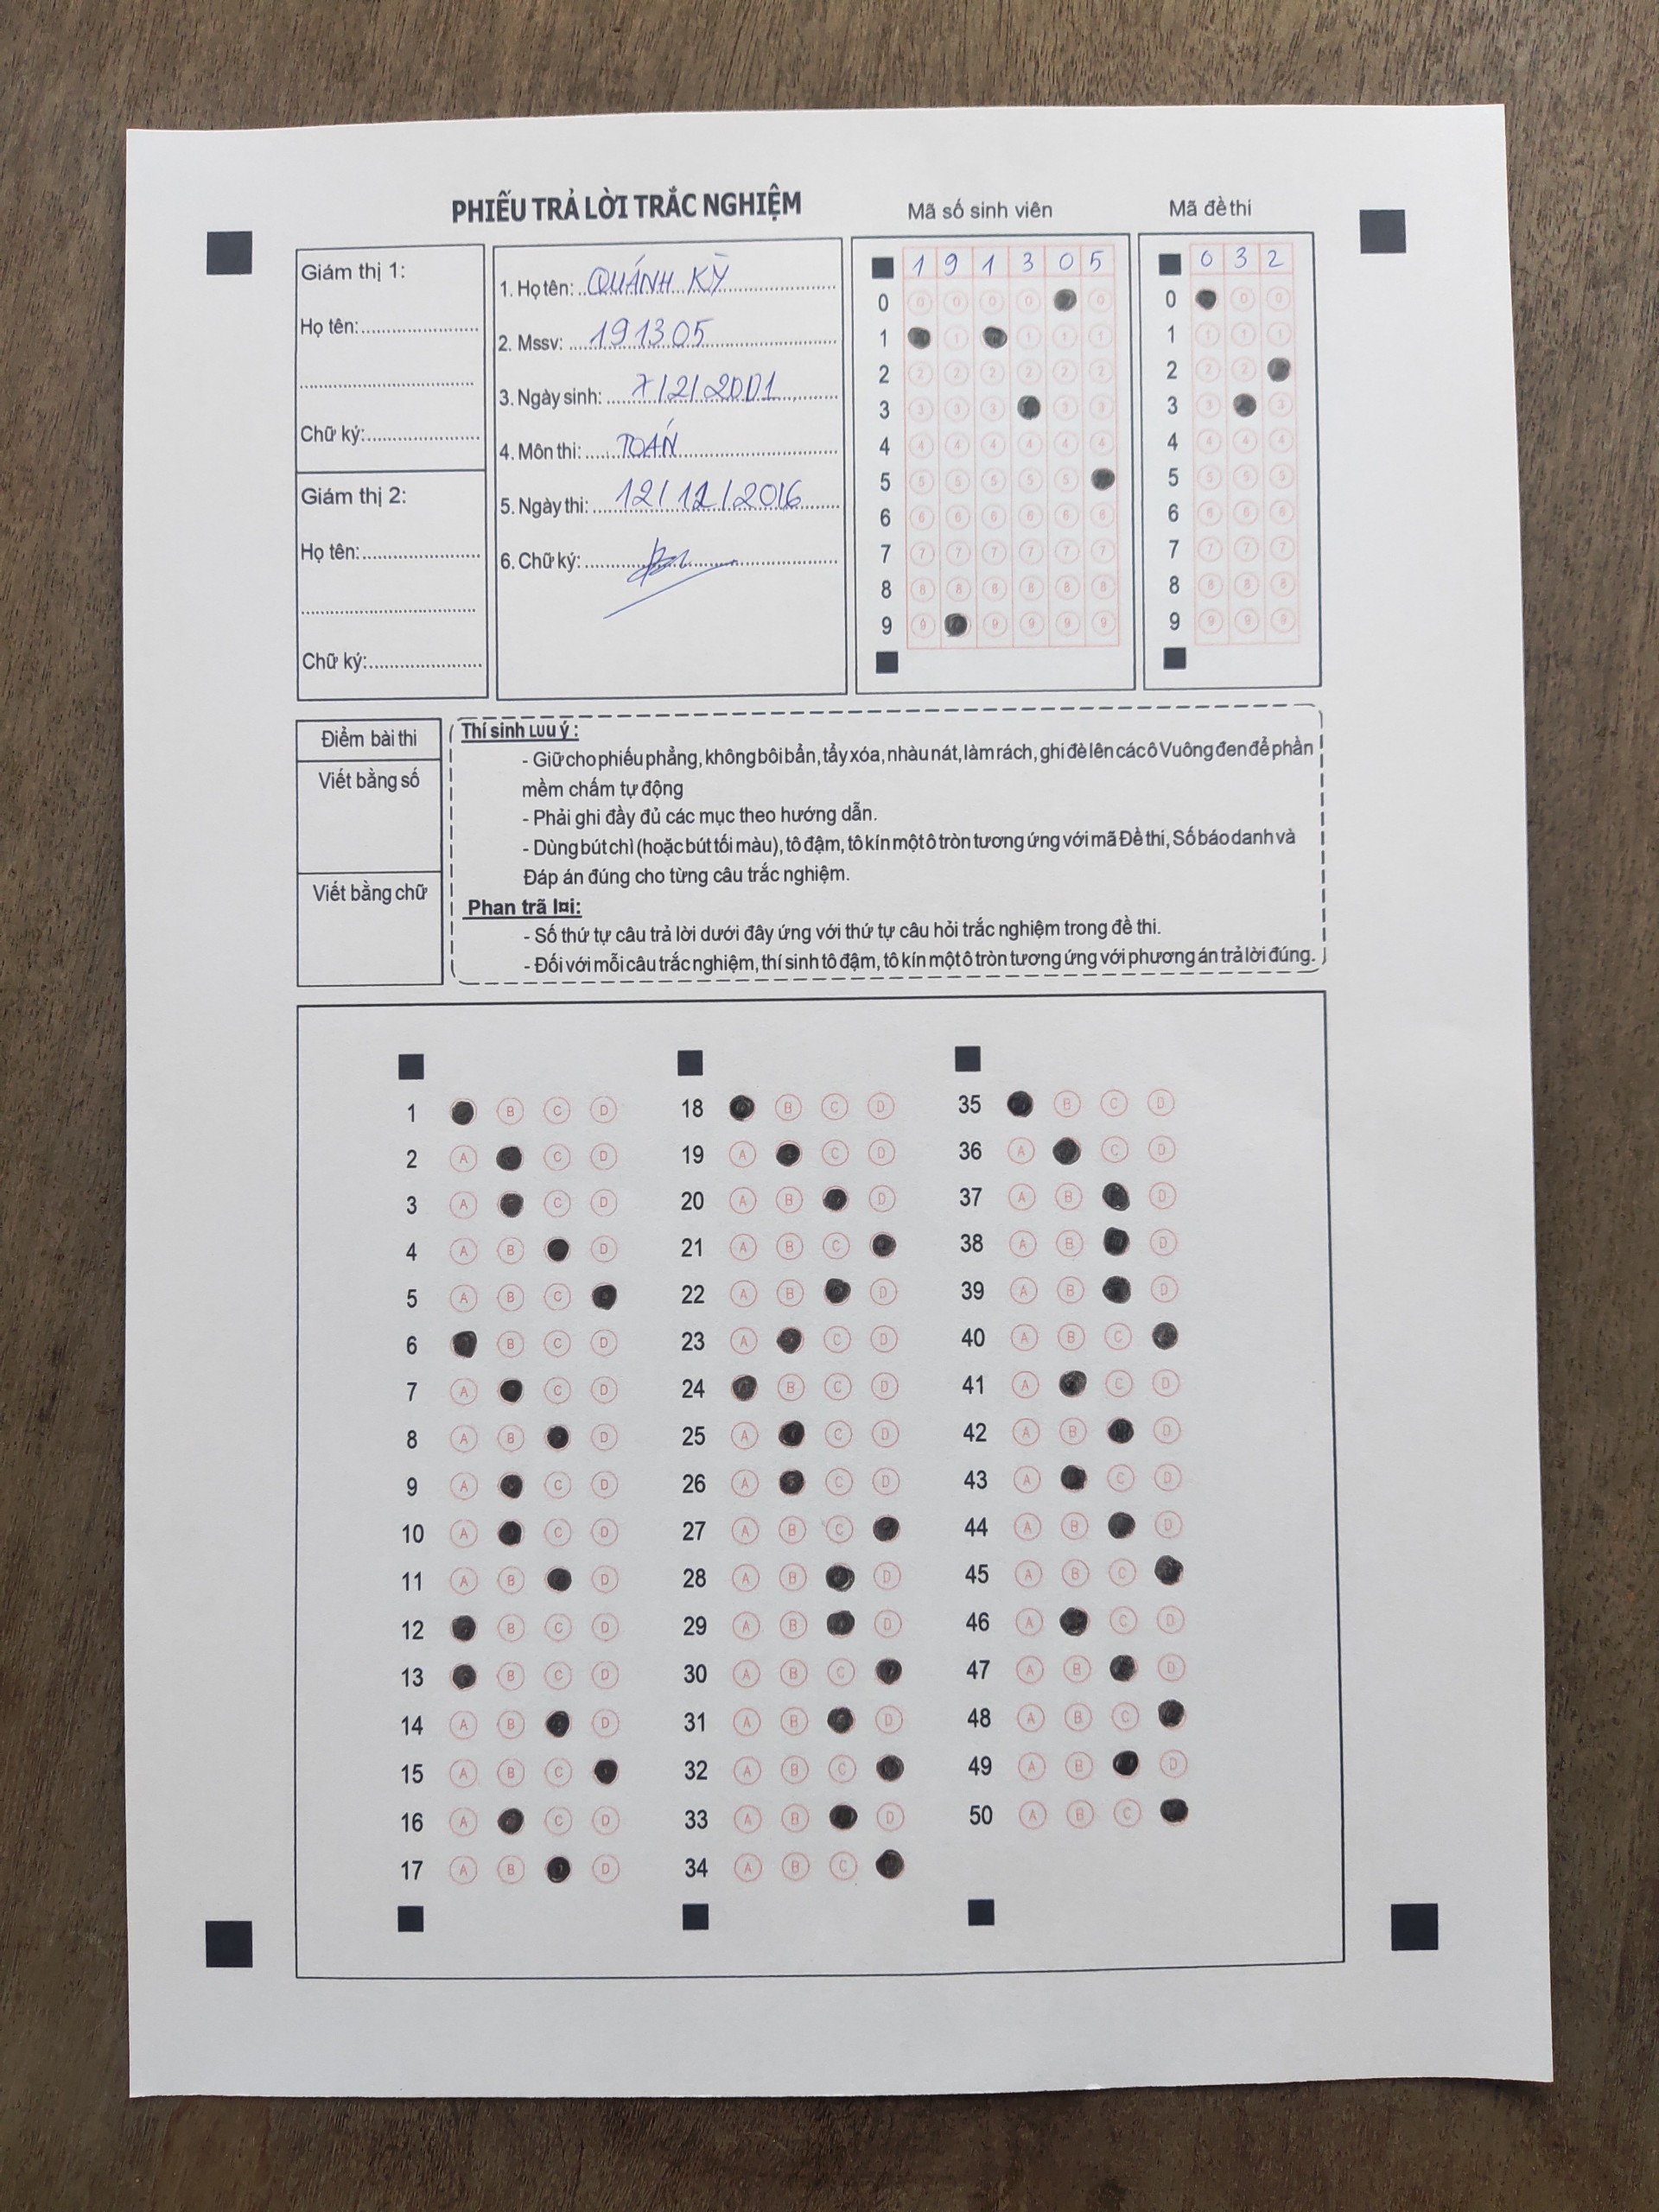 PHIẾU TRẢ LỜI TRẮC NGHIỆM
Mã số sinh viên
Mã đề thi
Giám thị 1:
Họ tên:
Chữ ký:
Giám thị 2:
Họ tên:
Chữ ký:
1. Họ tên: QUÁNH KỲ
2. Mssv: 191305
3. Ngày sinh: 7/2/2001
4. Môn thi: TOÁN
5. Ngày thi: 12/12/2016
6. Chữ ký:
1 9 1 3 0 5
0 0 0 0 0 0
1 1 1 1 1
2 2 2 2 2 2 2
3 3 3 3 3 3
4 4 4 4 4 4 4
5 5 5 5 5 5
6 6 6 6 6 6 6
7 7 7 7 7 7 7
8 8 8 8 8 8 8
9 9 9 9 9 9
0 3 2
0 0 0
1 1 1 1
2 2 2
3 3 3
4 4 4 4
5 5 5 5
6 6 6 6
7 7 7 7
8 8 8 8
9 9 9 9
Điểm bài thi
Viết bằng số
Viết bằng chữ
Thí sinh Lưu ý :
- Giữ cho phiếu phẳng, không bôi bẩn, tẩy xóa, nhàu nát, làm rách, ghi đè lên các ô Vuông đen để phần
mềm chấm tự động
- Phải ghi đầy đủ các mục theo hướng dẫn.
- Dùng bút chì (hoặc bút tối màu), tô đậm, tô kín một ô tròn tương ứng với mã Đề thi, Số báo danh và
Đáp án đúng cho từng câu trắc nghiệm.
Phan trã l¤i:
- Số thứ tự câu trả lời dưới đây ứng với thứ tự câu hỏi trắc nghiệm trong đề thi.
- Đối với mỗi câu trắc nghiệm, thí sinh tô đậm, tô kín một ô tròn tương ứng với phương án trả lời đúng.
1 B C D
2 A C D
3 A C D
4 A B D
5 A B C
6 B C D
7 A C D
8 A B D
9 A C D
10 A C D
11 A B D
12 B C D
13 B C D
14 A B D
15 A B C
16 A C D
17 A B D
18 B C D
19 A C D
20 A B D
21 A B C
22 A B D
23 A C D
24 B C D
25 A C D
26 A C D
27 A B C
28 A B D
29 A B D
30 A B C
31 A B D
32 A B C
33 A B D
34 A B C
35 B C D
36 A C D
37 A B D
38 A B D
39 A B D
40 A B C
41 A C D
42 A B D
43 A C D
44 A B D
45 A B C
46 A C D
47 A B D
48 A B C
49 A B D
50 A B C